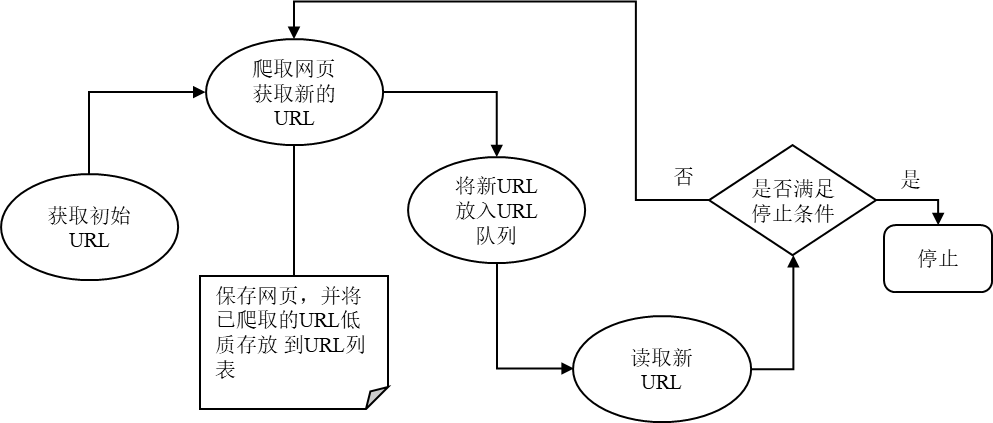 爬取网页
获取新的
URL
获取初始
URL
将新URL
放入URL
队列
保存网页，并将
已爬取的URL低
质存放 到URL列
表
读取新
URL
否
是否满足
停止条件
是
停止